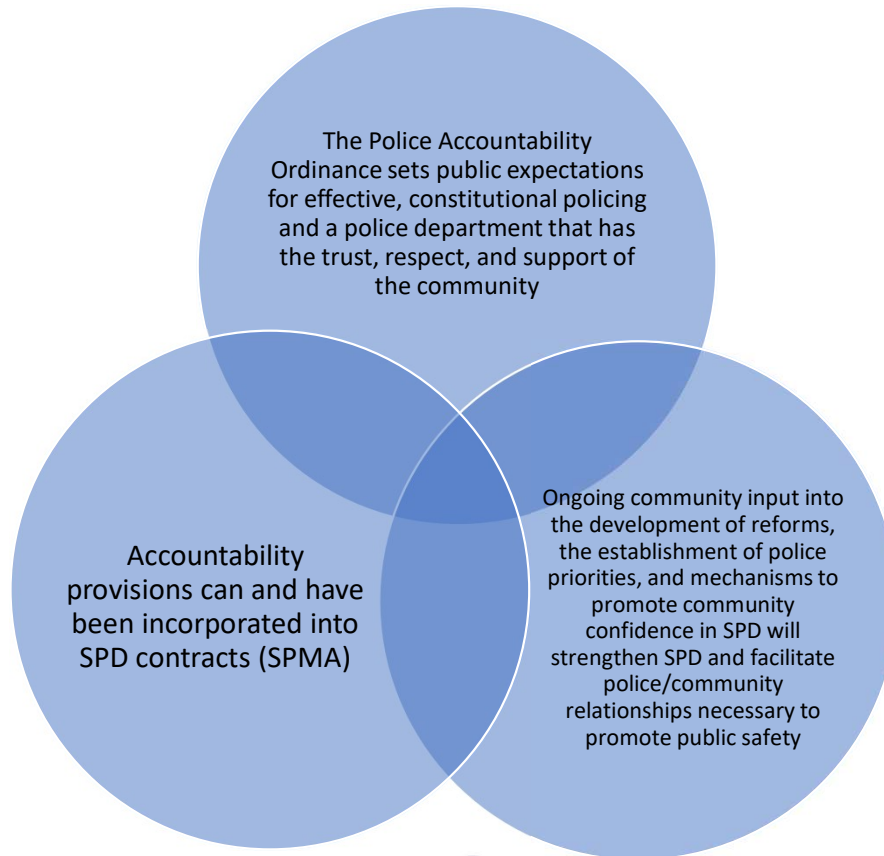 The Police Accountability
Ordinance sets public expectations
for effective, constitutional policing
and a police department that has
the trust, respect, and support of
the community
Accountability
provisions can and have
been incorporated into
SPD contracts (SPMA)
Ongoing community input into
the development of reforms,
the establishment of police
priorities, and mechanisms to
promote community
confidence in SPD will
strengthen SPD and facilitate
police/community
relationships necessary to
promote public safety